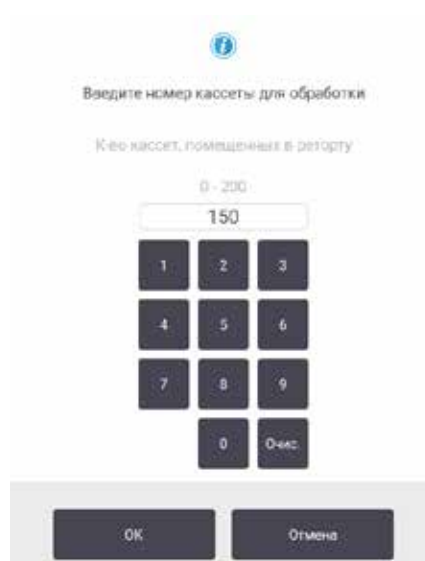 i
Введите номер кассеты для обработки
К-во кассет, помещенных в реторту
0 - 200
150
1 2 3
4 5 6
7 8 9
0 Очис.
ОК Отмена